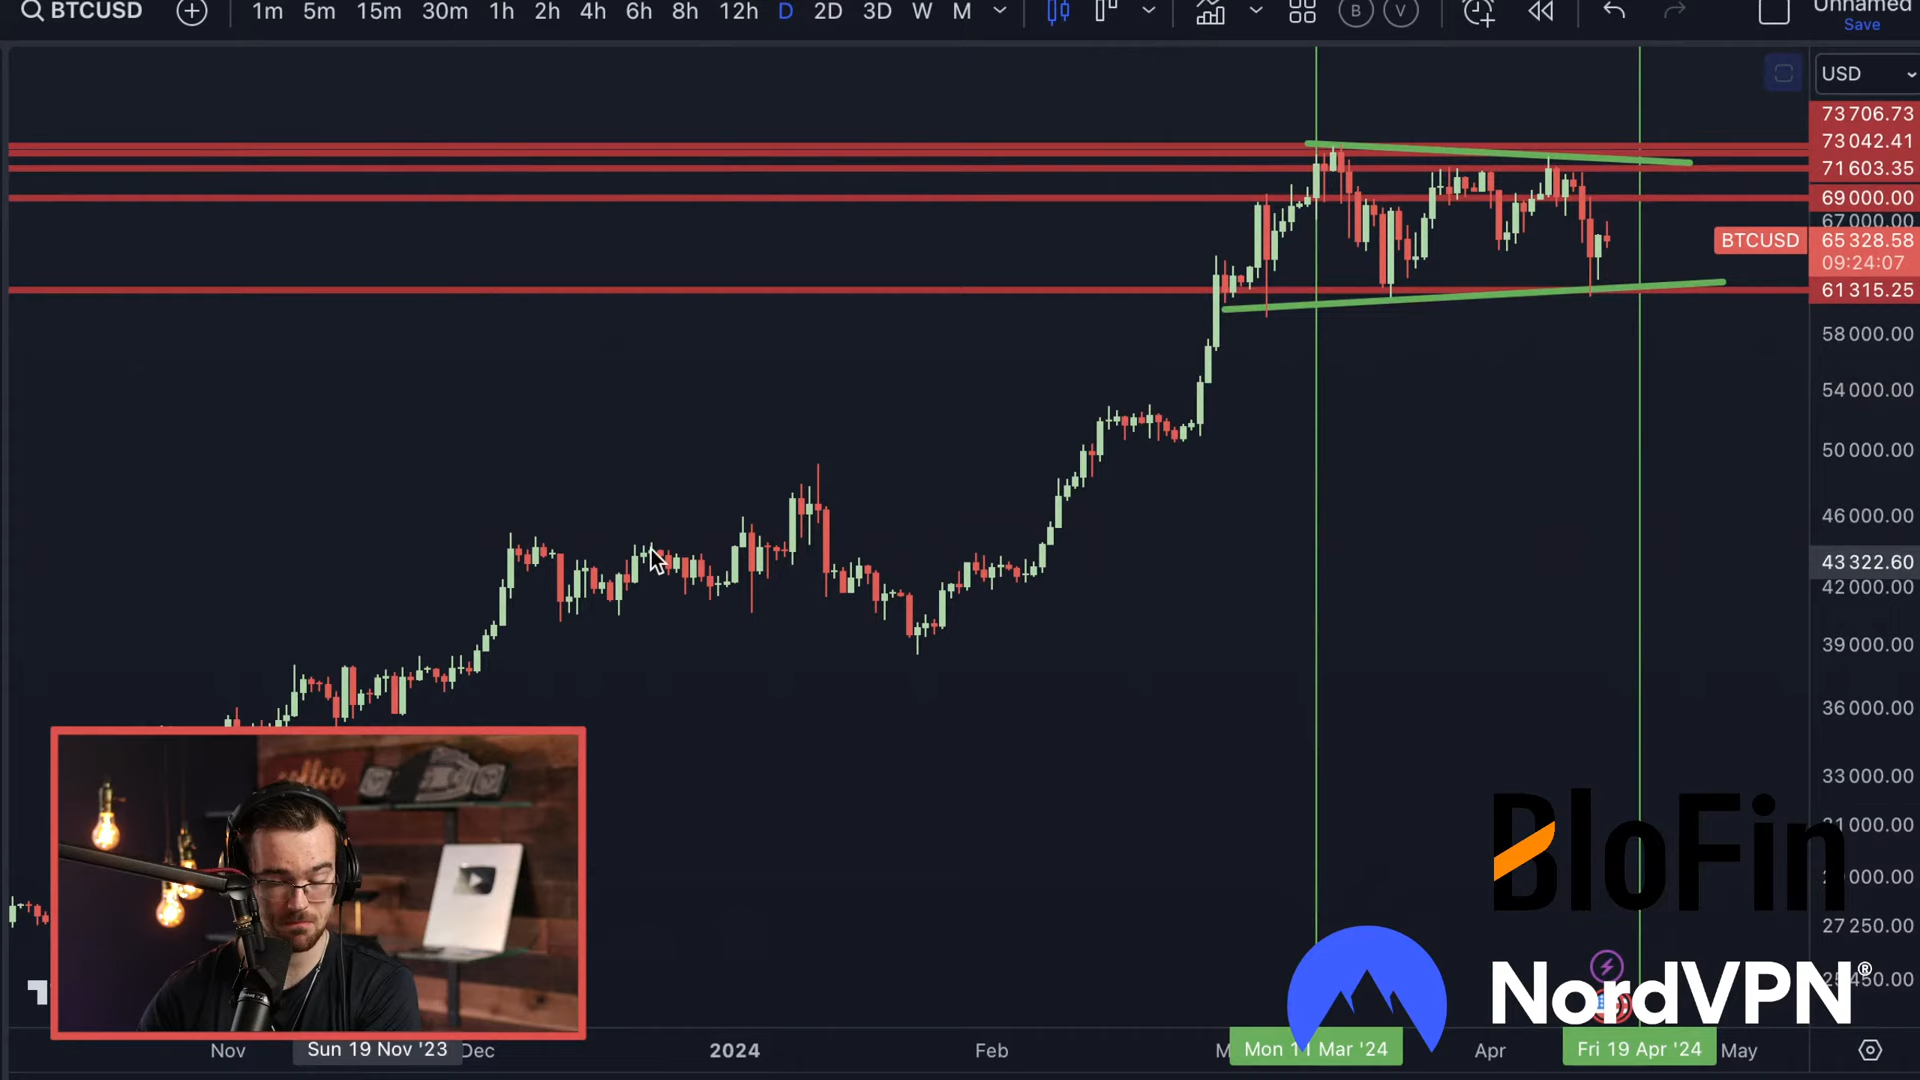 BTCUSD 1m 5m 15m 30m 1h 2h 4h 6h 8h 12h D 2D 3D W M B V Unnamed
Save
USD
73 706.73
73 042.41
71 603.35
69 000.00
67 000.00
BTCUSD 65 328.58
09:24:07
61 315.25
58 000.00
54 000.00
50 000.00
46 000.00
43 322.60
42 000.00
39 000.00
36 000.00
33 000.00
coffee
BloFin
27 250.00
NordVPN®
Nov Sun 19 Nov '23 Dec 2024 Feb Mon 11 Mar '24 Apr Fri 19 Apr '24 May